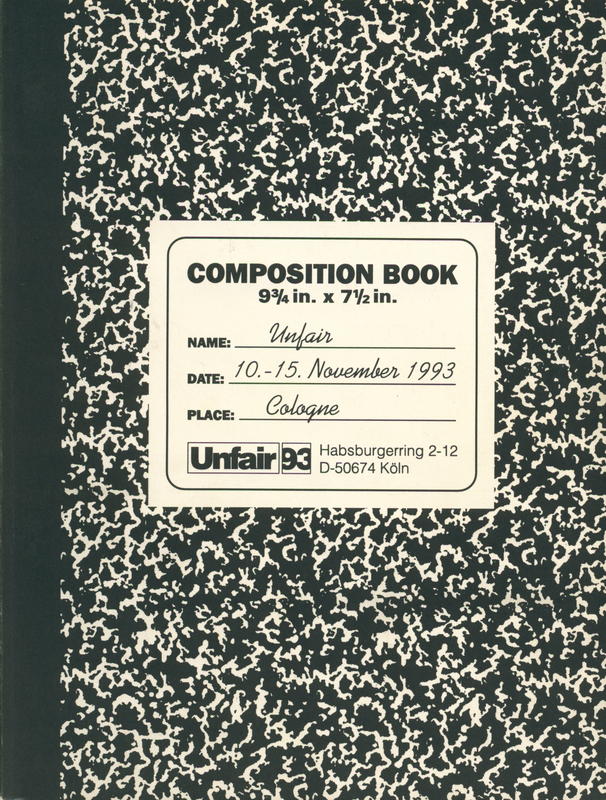 COMPOSITION BOOK
9¾ in. x 7½ in.
NAME: Unfair
DATE: 10.-15. November 1993
PLACE: Cologne
Unfair 93
Habsburgerring 2-12
D-50674 Köln